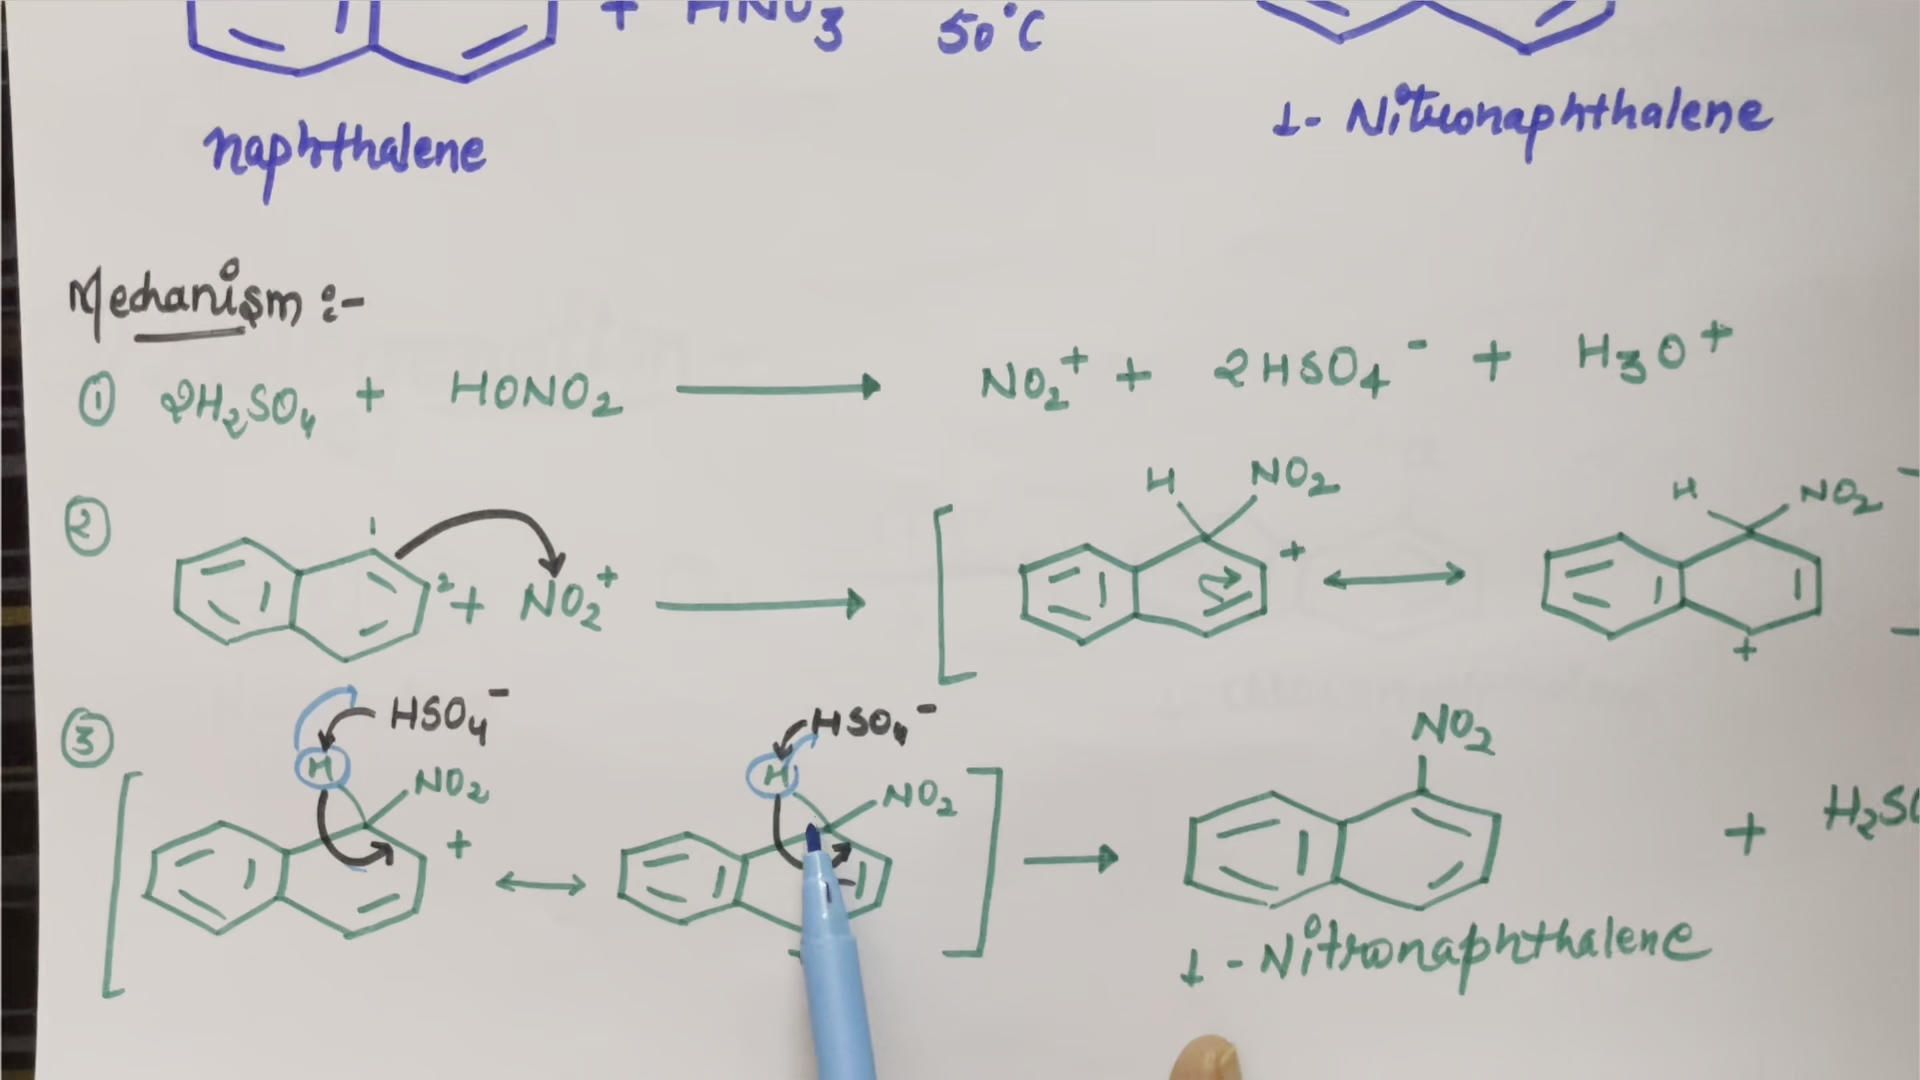 + HNO3 50°C
naphthalene
1- Nitronaphthalene
Mechanism :-
① 2H2SO4 + HONO2 → NO2+ + 2HSO4- + H3O+
② 1 2 + NO2+ → [ H NO2 + ↔ H NO2 +
③ [ HSO4- H NO2 + ↔ HSO4- H NO2 ] → NO2 +
1-Nitronaphthalene